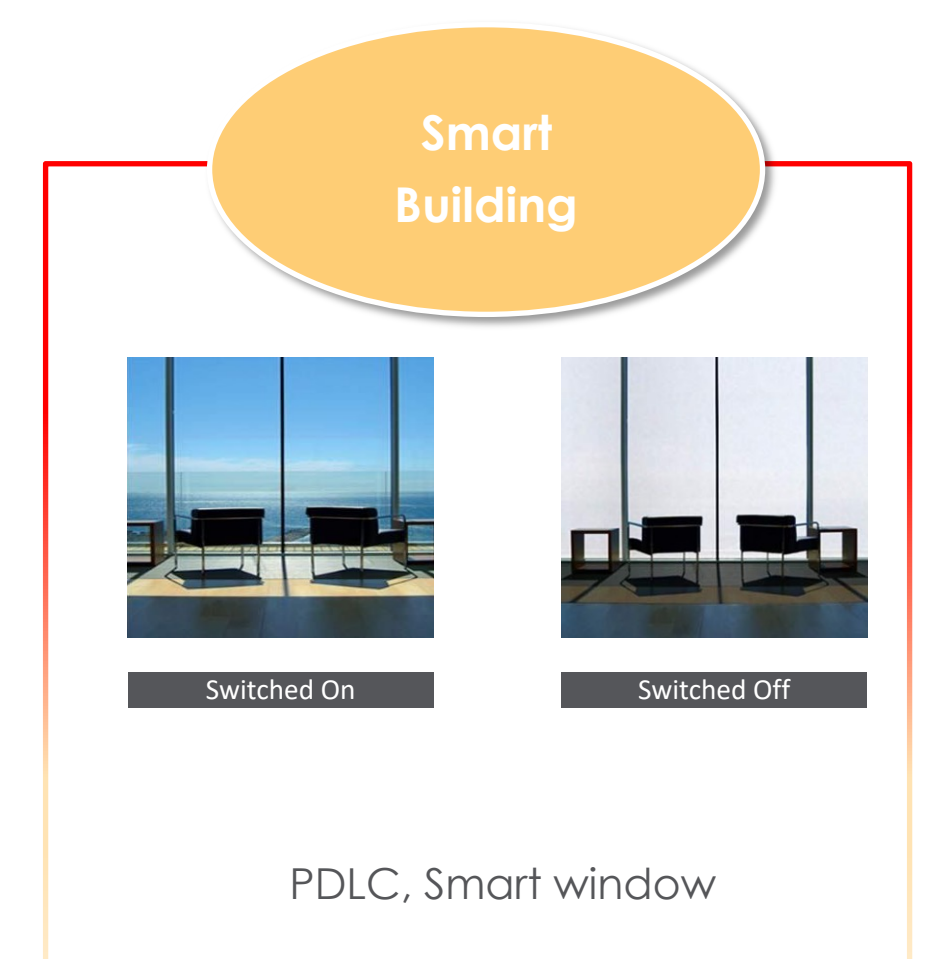 Smart
Building
Switched On
Switched Off
PDLC, Smart window